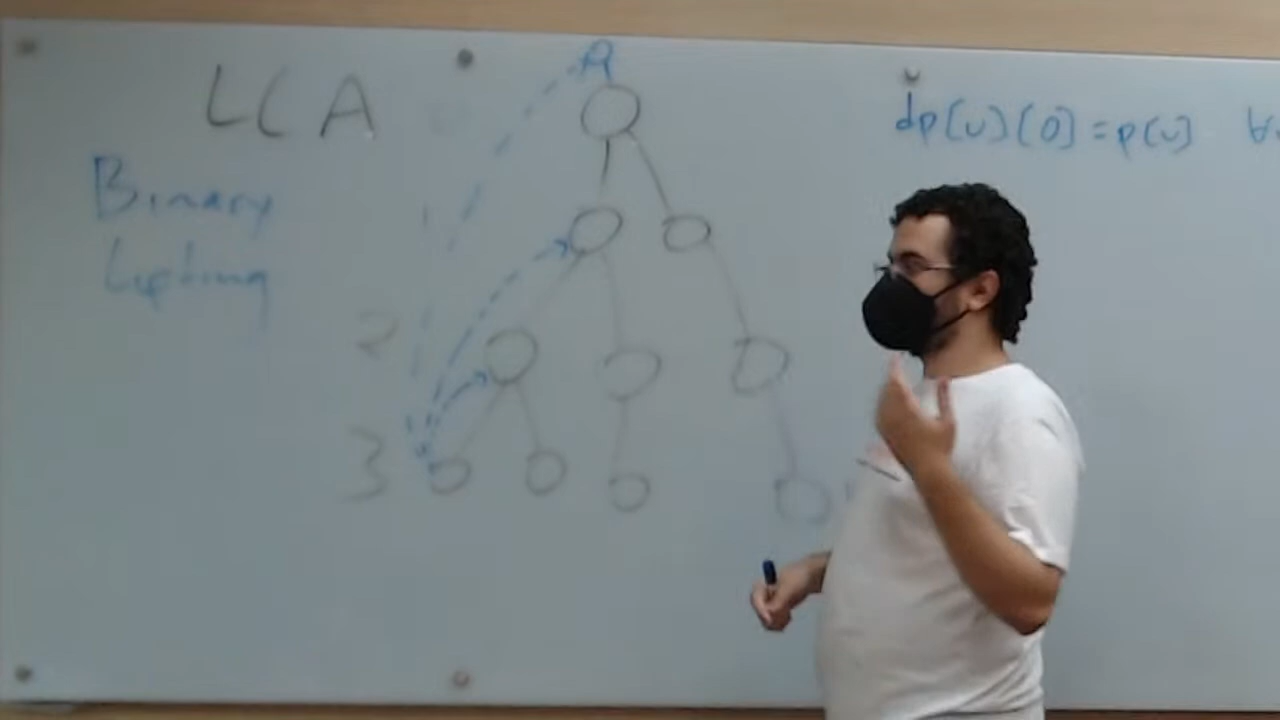 LCA
Binary
Lifting
2
3
R
dp[v][0] = p[v] ∀